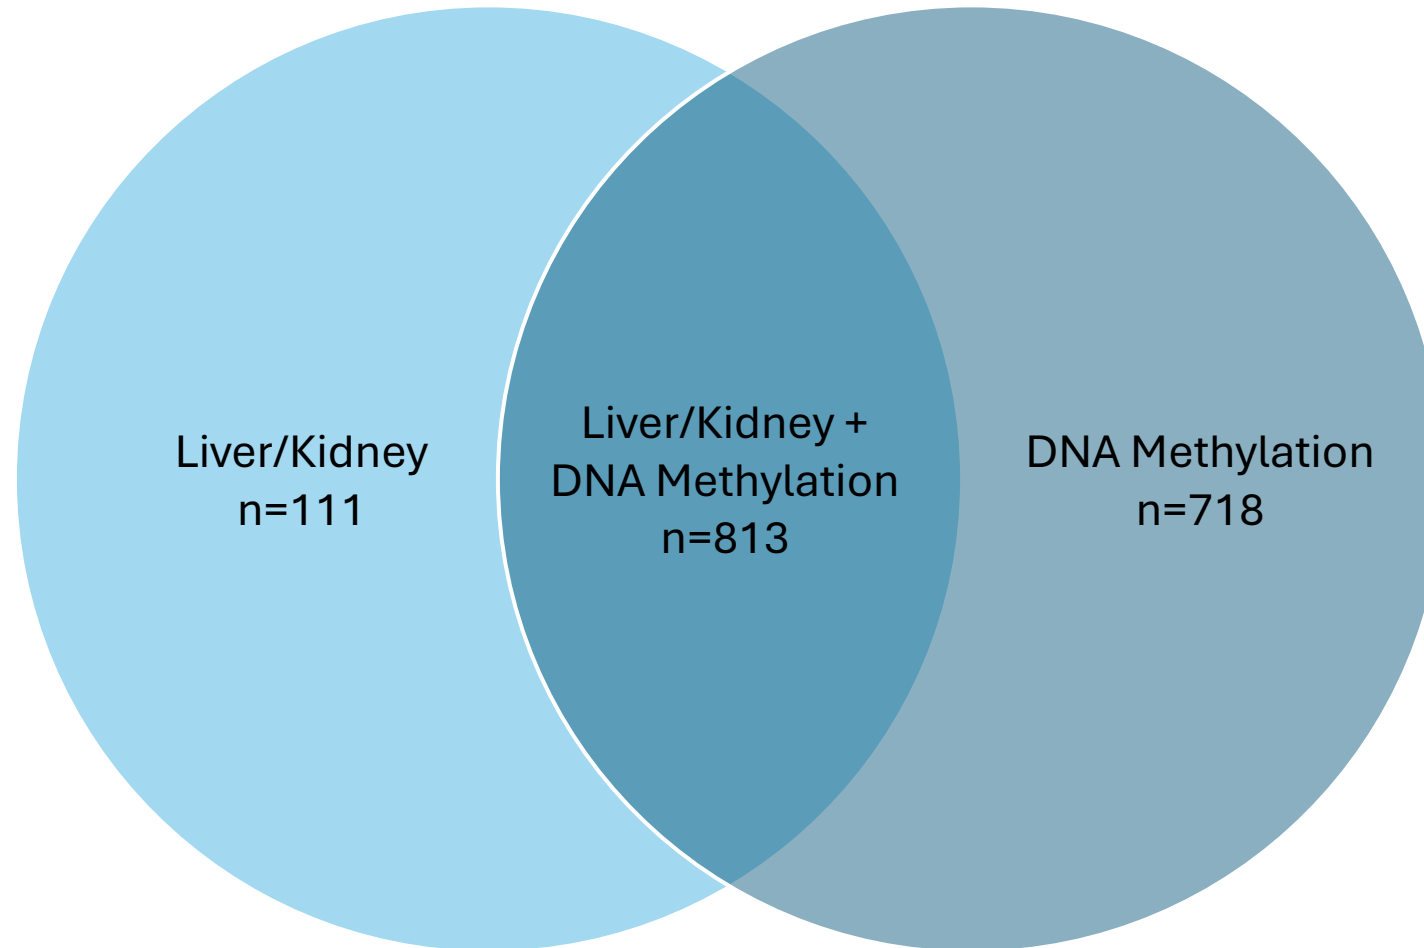 Liver/Kidney
n=111
Liver/Kidney +
DNA Methylation
n=813
DNA Methylation
n=718